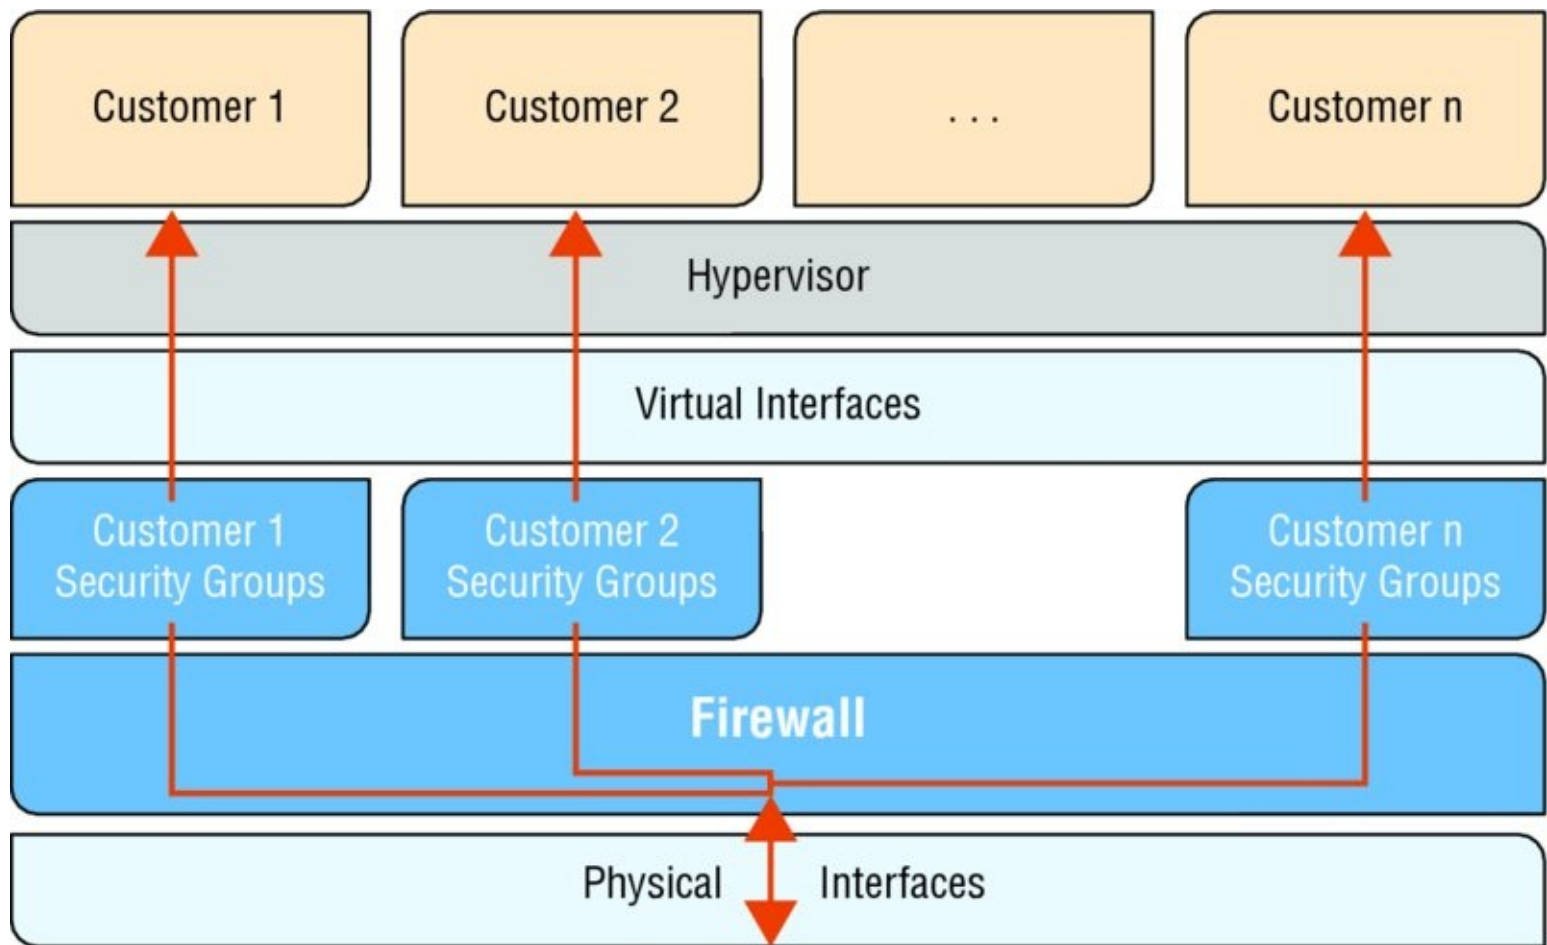 Customer 1
Customer 2
. . .
Customer n
Hypervisor
Virtual Interfaces
Customer 1
Security Groups
Customer 2
Security Groups
Customer n
Security Groups
Firewall
Physical Interfaces